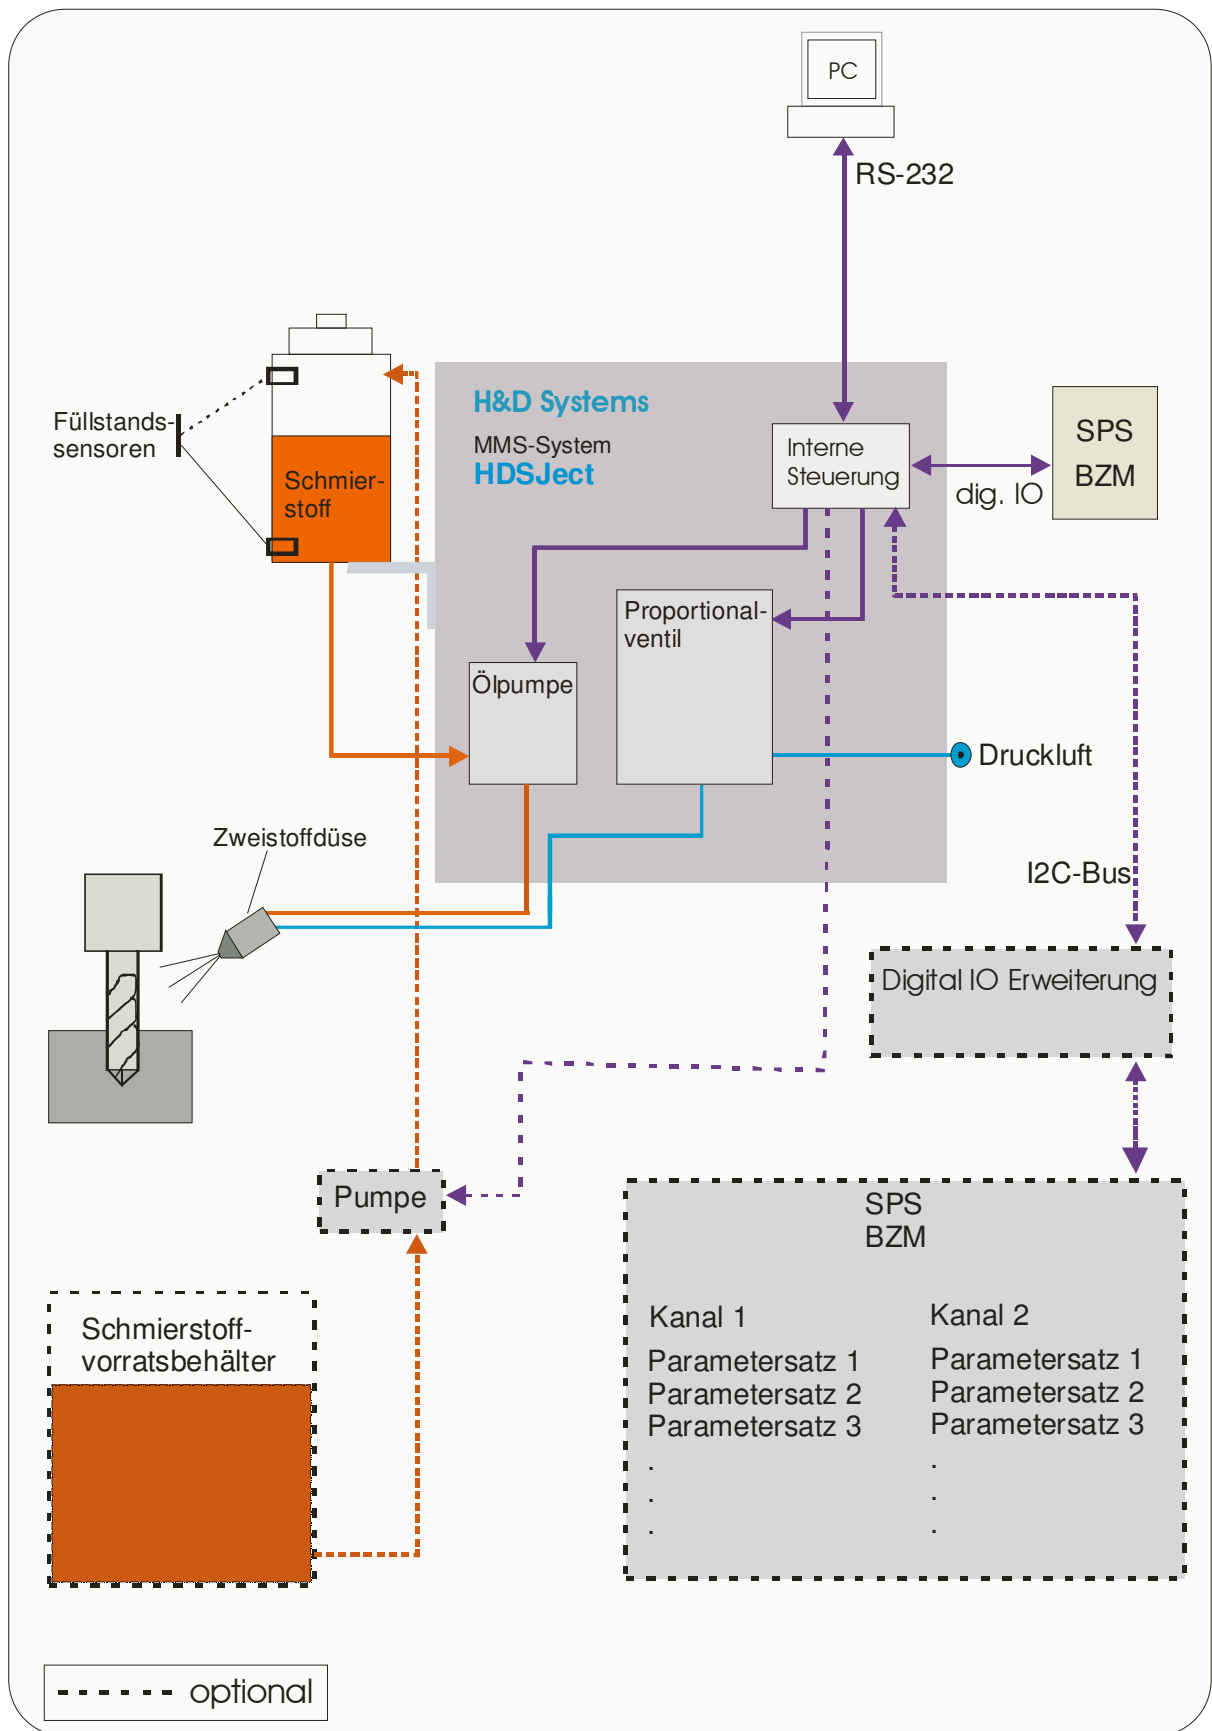 PC
RS-232
H&D Systems
MMS-System
HDSJect
Interne
Steuerung
SPS
BZM
dig. IO
Füllstands-
sensoren
Schmier-
stoff
Proportional-
ventil
Ölpumpe
Druckluft
Zweistoffdüse
I2C-Bus
Digital IO Erweiterung
Pumpe
SPS
BZM
Kanal 1
Parametersatz 1
Parametersatz 2
Parametersatz 3
.
.
.
Kanal 2
Parametersatz 1
Parametersatz 2
Parametersatz 3
.
.
.
Schmierstoff-
vorratsbehälter
optional